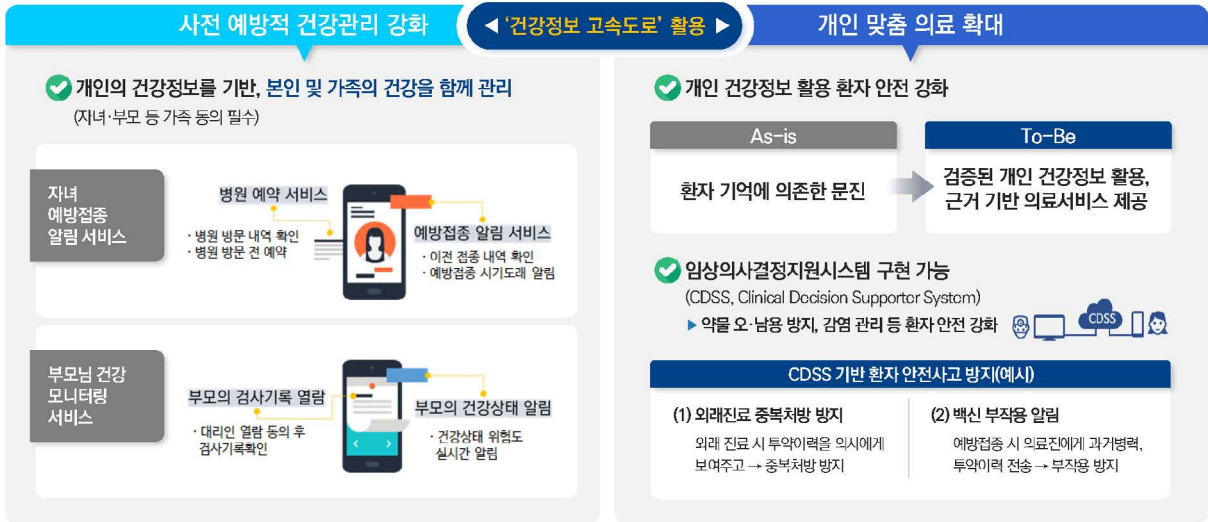 사전 예방적 건강관리 강화
◀ '건강정보 고속도로' 활용 ▶
개인 맞춤 의료 확대
개인의 건강정보를 기반, 본인 및 가족의 건강을 함께 관리
(자녀·부모 등 가족 동의 필수)
자녀
예방접종
알림 서비스
병원 예약 서비스
· 병원 방문 내역 확인
· 병원 방문 전 예약
예방접종 알림 서비스
· 이전 접종 내역 확인
· 예방접종 시기도래 알림
부모님 건강
모니터링
서비스
부모의 검사기록 열람
· 대리인 열람 동의 후
검사기록확인
부모의 건강상태 알림
· 건강상태 위험도
실시간 알림
개인 건강정보 활용 환자 안전 강화
As-is
To-Be
환자 기억에 의존한 문진
검증된 개인 건강정보 활용,
근거 기반 의료서비스 제공
임상의사결정지원시스템 구현 가능
(CDSS, Clinical Decision Supporter System)
▶ 약물 오·남용 방지, 감염 관리 등 환자 안전 강화
CDSS
CDSS 기반 환자 안전사고 방지(예시)
(1) 외래진료 중복처방 방지
외래 진료 시 투약이력을 의사에게
보여주고 → 중복처방 방지
(2) 백신 부작용 알림
예방접종 시 의료진에게 과거병력,
투약이력 전송 → 부작용 방지